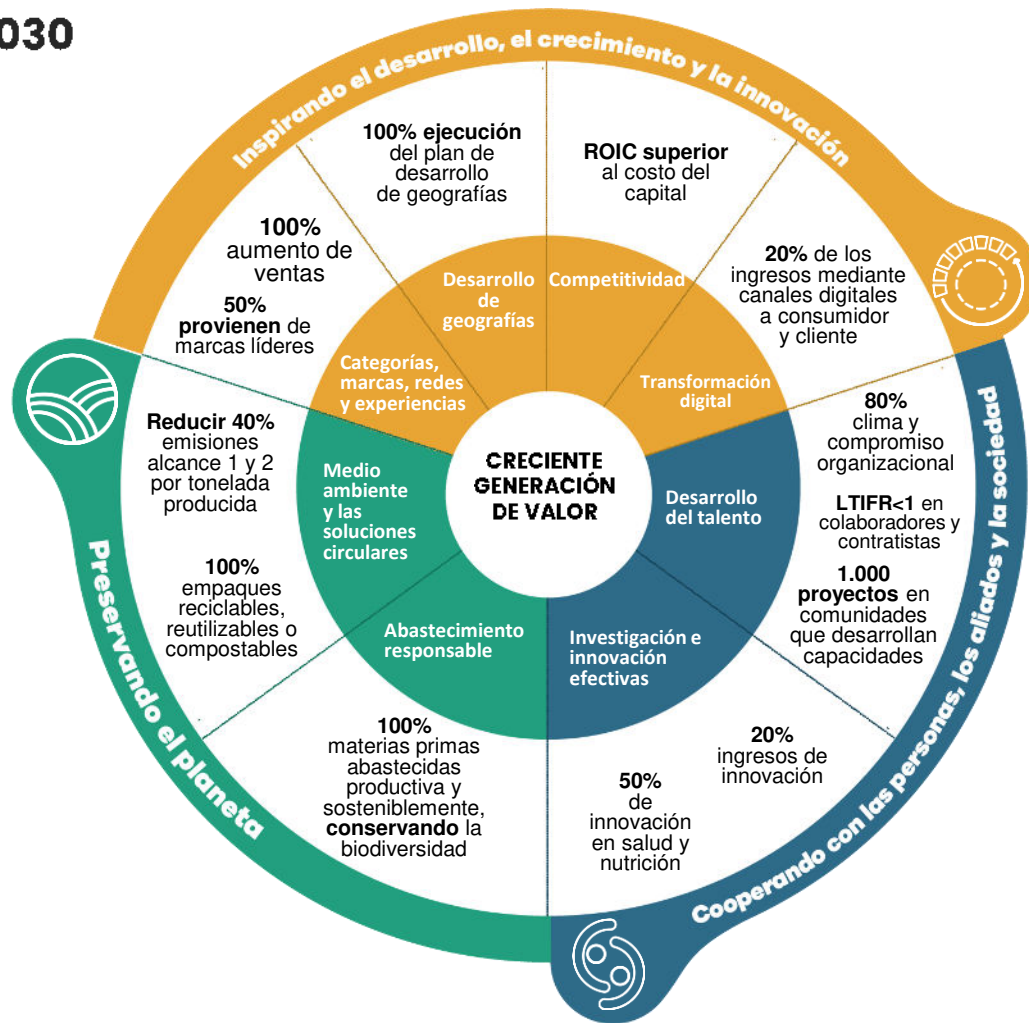 030
Inspirando el desarrollo, el crecimiento y la innovación
100% ejecución
del plan de
desarrollo
de geografías
ROIC superior
al costo del
capital
100%
aumento de
ventas
50%
provienen de
marcas líderes
20% de los
ingresos mediante
canales digitales
a consumidor
y cliente
Desarrollo
de
geografías
Competitividad
Categorías,
marcas, redes
y experiencias
Transformación
digital
CRECIENTE
GENERACIÓN
DE VALOR
Reducir 40%
emisiones
alcance 1 y 2
por tonelada
producida
100%
empaques
reciclables,
reutilizables o
compostables
Medio
ambiente
y las
soluciones
circulares
Abastecimiento
responsable
100%
materias primas
abastecidas
productiva y
sosteniblemente,
conservando la
biodiversidad
Preservando el planeta
Desarrollo
del talento
Investigación e
innovación
efectivas
80%
clima y
compromiso
organizacional
LTIFR<1 en
colaboradores y
contratistas
1.000
proyectos en
comunidades
que desarrollan
capacidades
20%
ingresos de
innovación
50%
de
innovación
en salud y
nutrición
Cooperando con las personas, los aliados y la sociedad